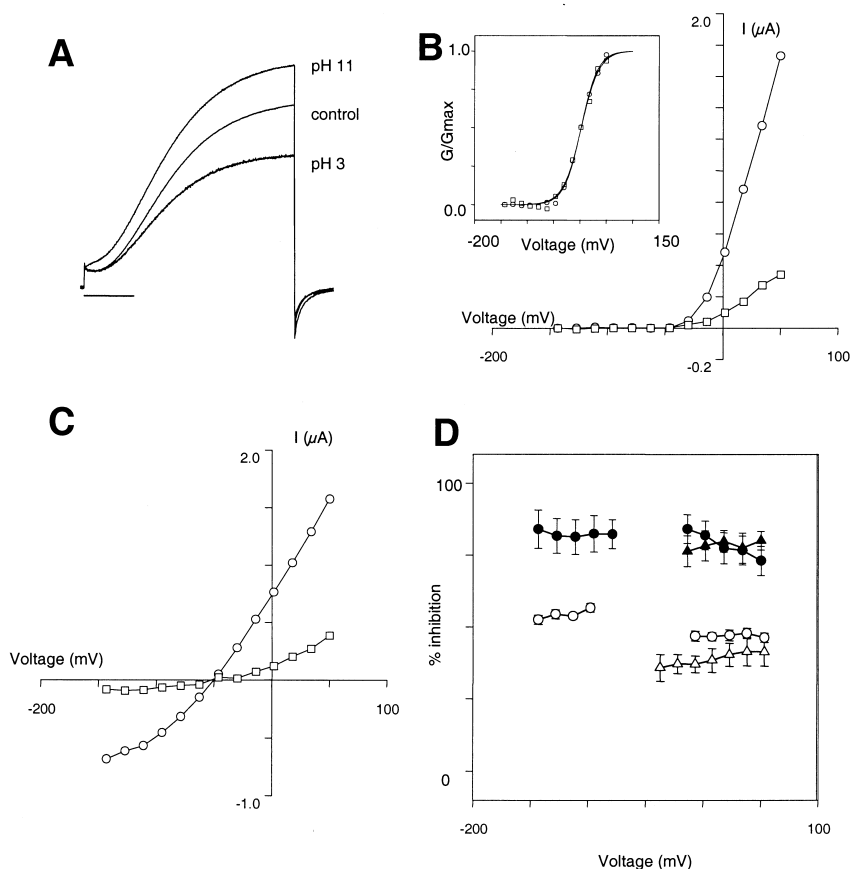 A
pH 11
control
pH 3
B
I (μA)
2.0
1.0
G/Gmax
0.0
-200
Voltage (mV)
150
Voltage (mV)
-200
-0.2
100
C
I (μA)
2.0
Voltage (mV)
-200
100
-1.0
D
100
% inhibition
0
-200
100
Voltage (mV)